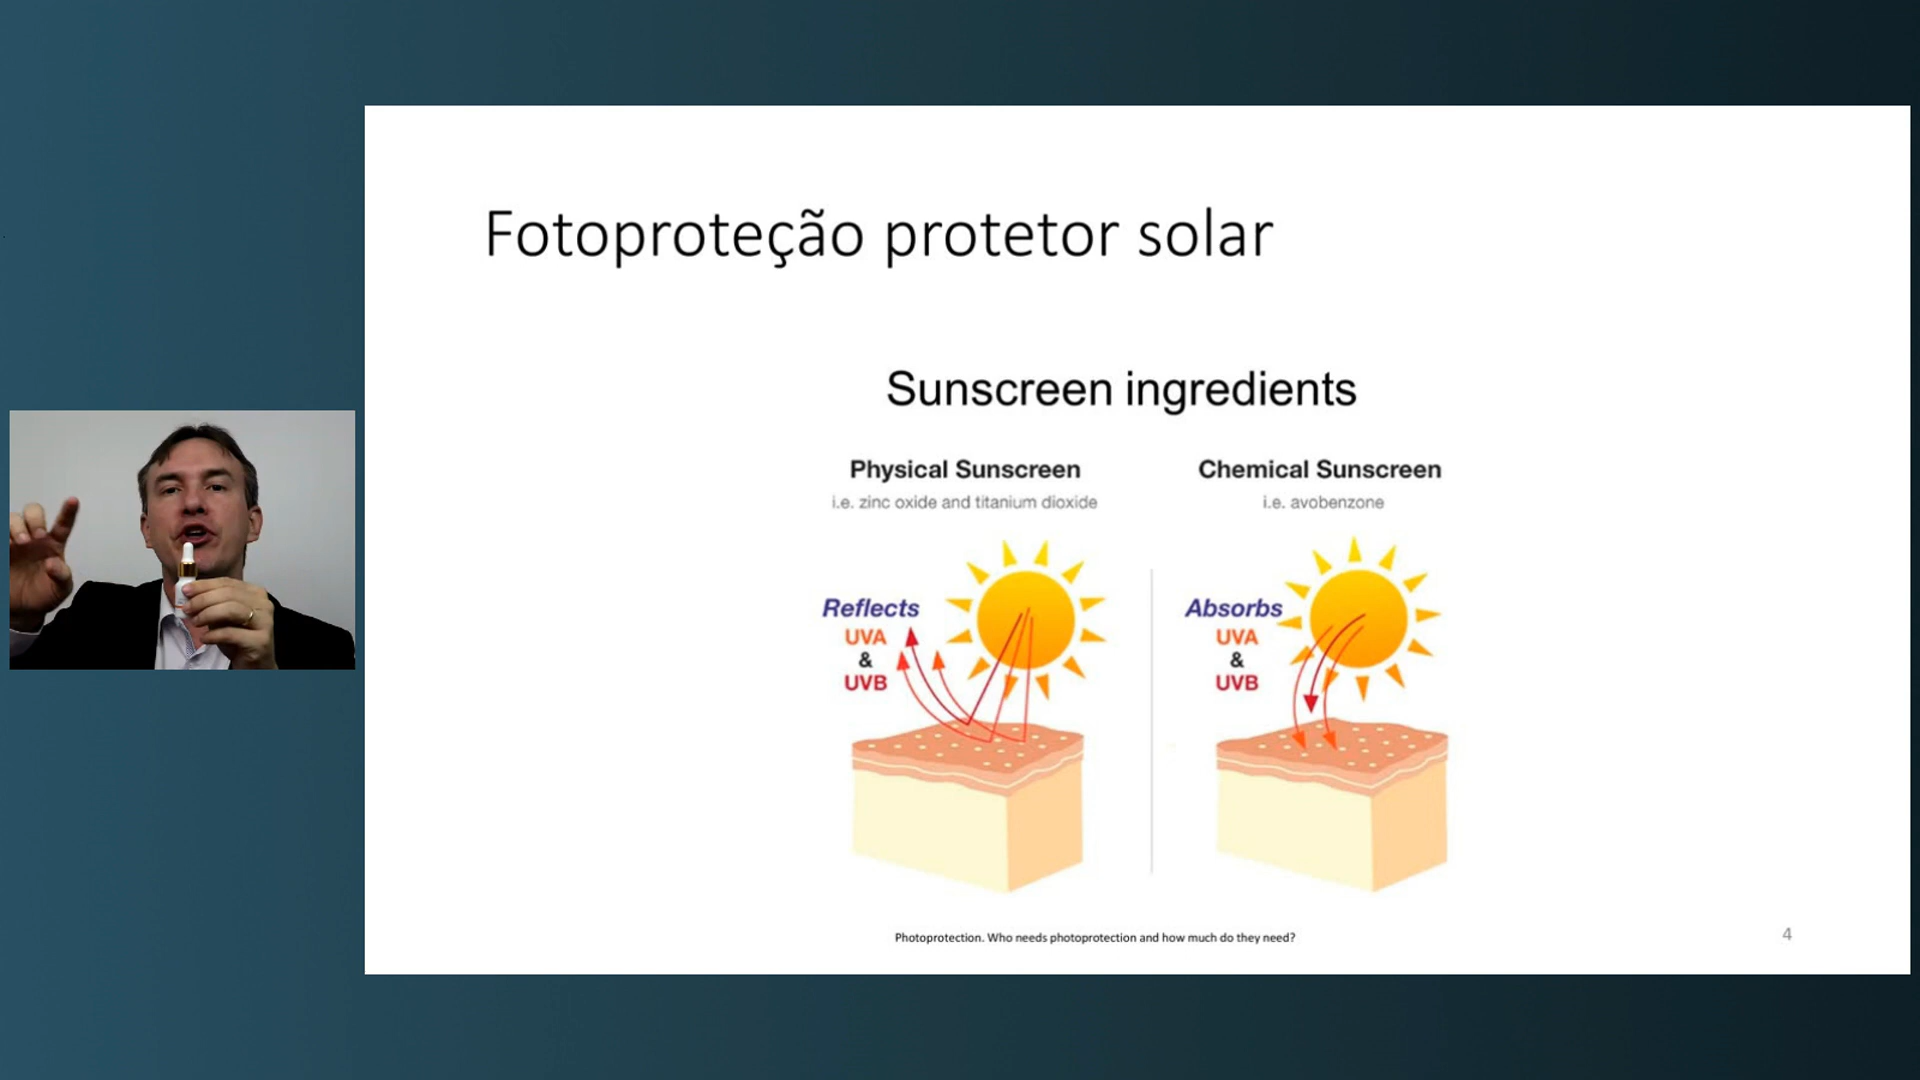 Fotoproteção protetor solar
Sunscreen ingredients
Physical Sunscreen
i.e. zinc oxide and titanium dioxide
Reflects
UVA
&
UVB
Chemical Sunscreen
i.e. avobenzone
Absorbs
UVA
&
UVB
Photoprotection. Who needs photoprotection and how much do they need?
4